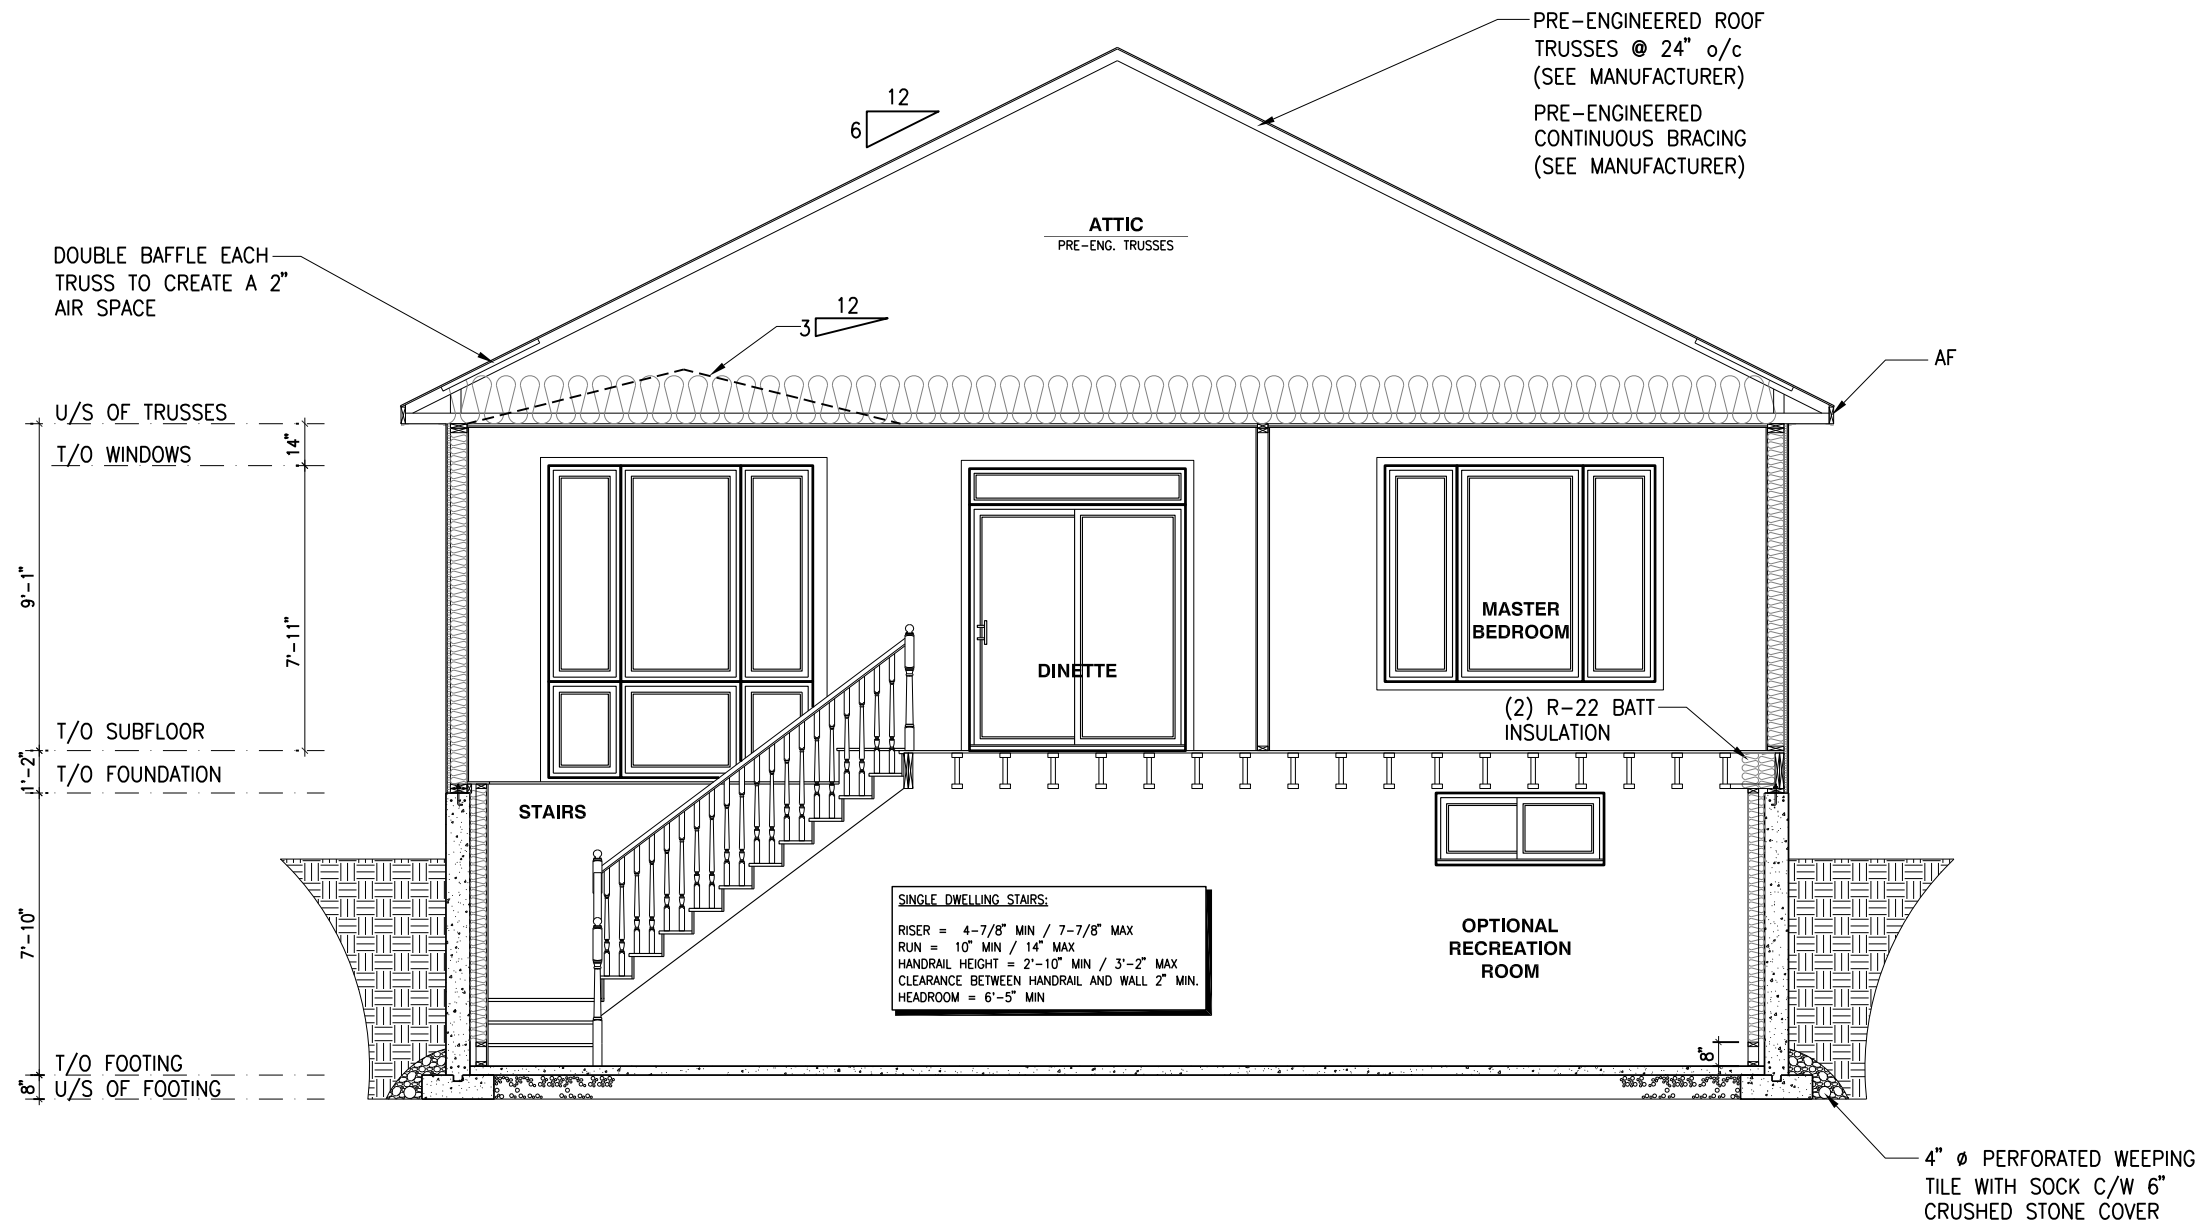 PRE-ENGINEERED ROOF
TRUSSES @ 24" o/c
(SEE MANUFACTURER)
PRE-ENGINEERED
CONTINUOUS BRACING
(SEE MANUFACTURER)
12
6
ATTIC
PRE-ENG. TRUSSES
DOUBLE BAFFLE EACH
TRUSS TO CREATE A 2"
AIR SPACE
12
3
AF
U/S OF TRUSSES
14"
T/O WINDOWS
9'-1"
7'-11"
MASTER
BEDROOM
DINETTE
(2) R-22 BATT
INSULATION
T/O SUBFLOOR
1'-2"
T/O FOUNDATION
STAIRS
7'-10"
SINGLE DWELLING STAIRS:
RISER = 4-7/8" MIN / 7-7/8" MAX
RUN = 10" MIN / 14" MAX
HANDRAIL HEIGHT = 2'-10" MIN / 3'-2" MAX
CLEARANCE BETWEEN HANDRAIL AND WALL 2" MIN.
HEADROOM = 6'-5" MIN
OPTIONAL
RECREATION
ROOM
8"
T/O FOOTING
8"
U/S OF FOOTING
4" ø PERFORATED WEEPING
TILE WITH SOCK C/W 6"
CRUSHED STONE COVER